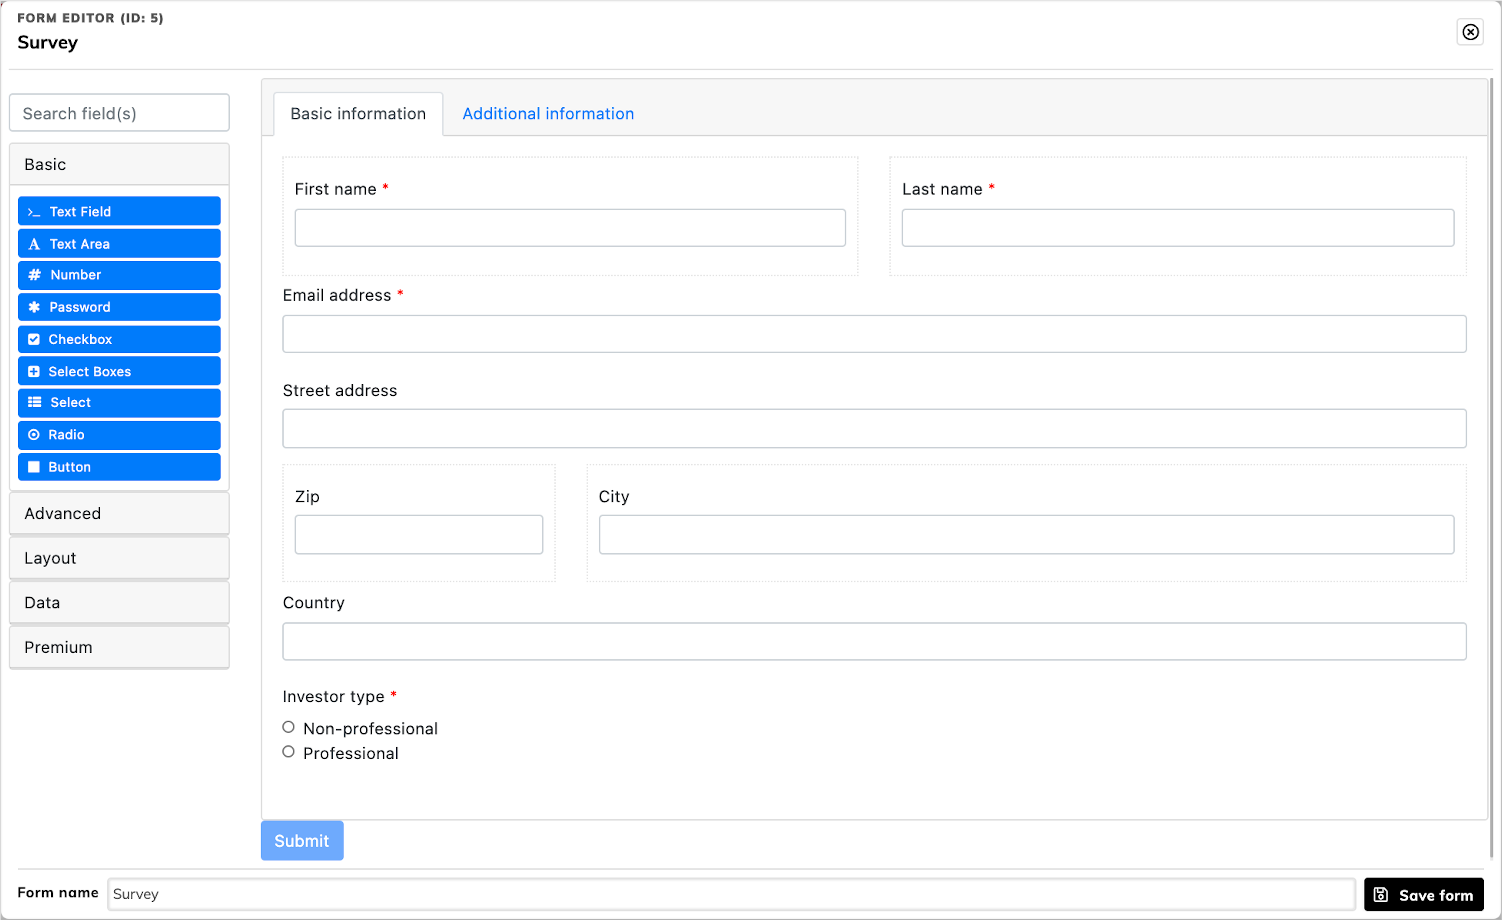 FORM EDITOR (ID: 5)
Survey
Search field(s)
Basic
Text Field
Text Area
Number
Password
Checkbox
Select Boxes
Select
Radio
Button
Advanced
Layout
Data
Premium
Basic information Additional information
First name * Last name *
Email address *
Street address
Zip City
Country
Investor type *
Non-professional
Professional
Submit
Form name Survey Save form